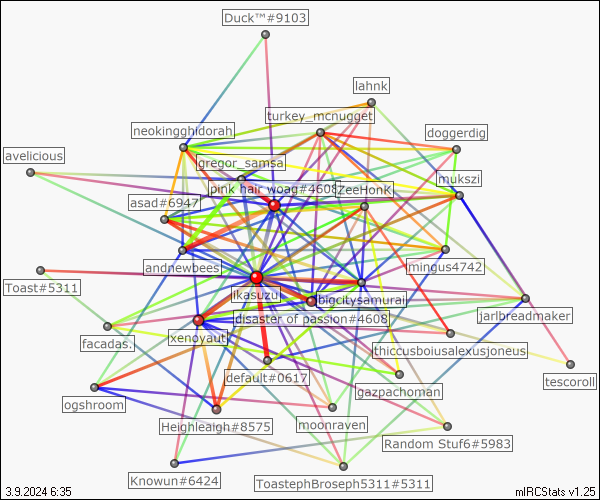 Duck™#9103
lahnk
turkey_mcnugget
neokingghidorah
doggerdig
avelicious
gregor_samsa
mukszi
pink hair woag#4608
ZeeHonK
asad#6947
andnewbees
mingus4742
Toast#5311
ikasuzu
bigcitysamurai
jarlbreadmaker
disaster of passion#4608
facadas.
xenoyaut
thiccusboiusalexusjoneus
default#0617
tescoroll
gazpachoman
ogshroom
moonraven
Heighleigh#8575
Random Stuf6#5983
Knowun#6424
ToastephBroseph5311#5311
3.9.2024 6:35
mIRCStats v1.25